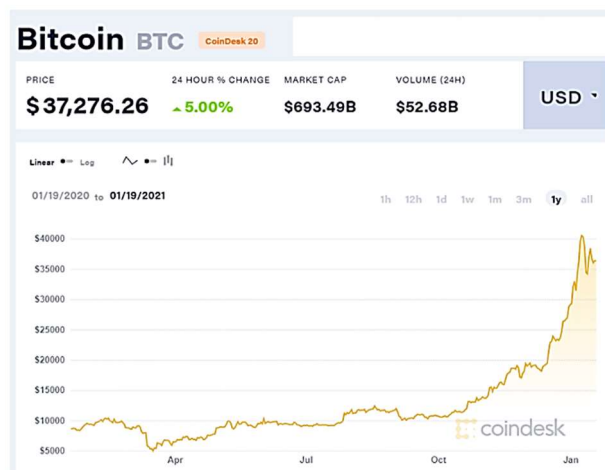 Bitcoin BTC CoinDesk 20
PRICE 24 HOUR % CHANGE MARKET CAP VOLUME (24H)
$37,276.26 5.00% $693.49B $52.68B USD
Linear Log
01/19/2020 to 01/19/2021 1h 12h 1d 1w 1m 3m 1y all
$40000
$35000
$30000
$25000
$20000
$15000
$10000
$5000
coindesk
Apr Jul Oct Jan